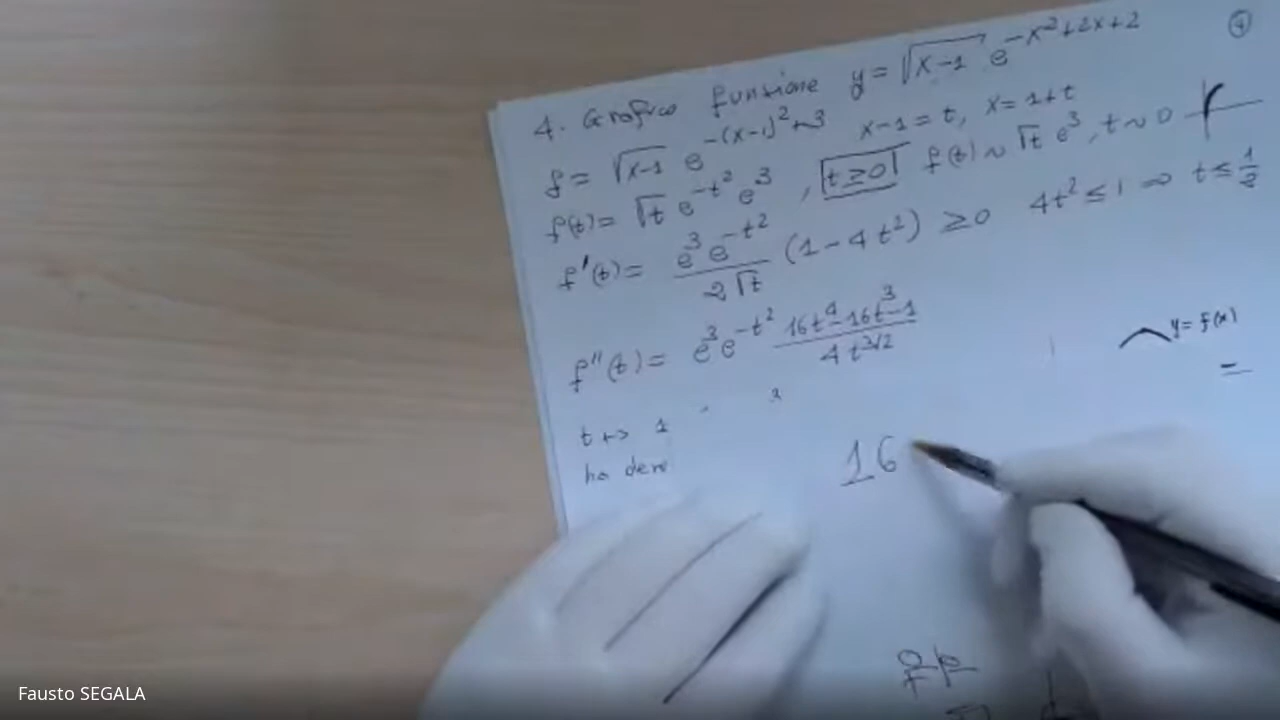 4. Grafico funzione y = √x-1 e^-x²+2x+2 ④
f = √x-1 e^-(x-1)²+3 x-1 = t, x = 1+t
f(t) = √t e^-t² e³ , t ≥ 0 f(t) ~ √t e³, t ~ 0
f'(t) = e³ e^-t² / 2√t (1-4t²) ≥ 0 4t² ≤ 1 ⇒ t ≤ 1/2
f''(t) = e³ e^-t² 16t⁴-16t³-1 / 4t^3/2
y = f(x)
t 1
ha
16
Fausto SEGALA